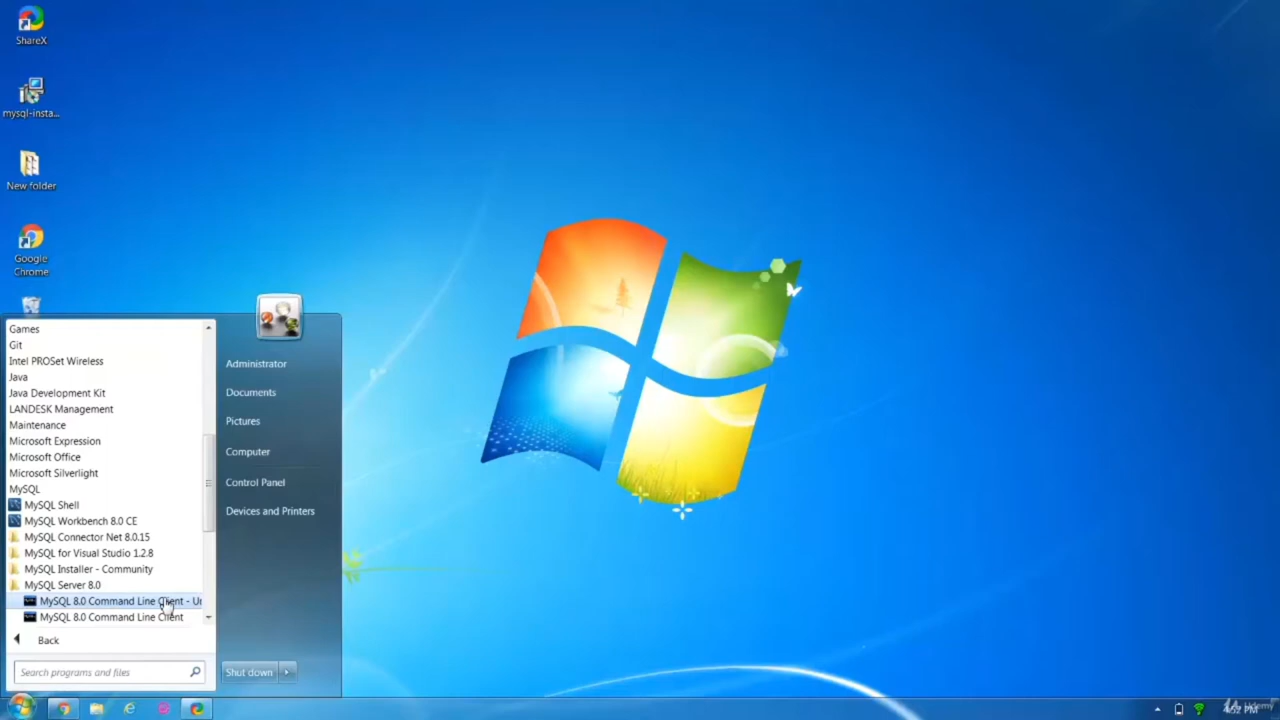 ShareX
mysql-insta...
New folder
Google
Chrome
Games
Git
Intel PROSet Wireless
Java
Java Development Kit
LANDESK Management
Maintenance
Microsoft Expression
Microsoft Office
Microsoft Silverlight
MySQL
MySQL Shell
MySQL Workbench 8.0 CE
MySQL Connector Net 8.0.15
MySQL for Visual Studio 1.2.8
MySQL Installer - Community
MySQL Server 8.0
MySQL 8.0 Command Line Client - Un
MySQL 8.0 Command Line Client
Back
Search programs and files
Administrator
Documents
Pictures
Computer
Control Panel
Devices and Printers
Shut down
Udemy